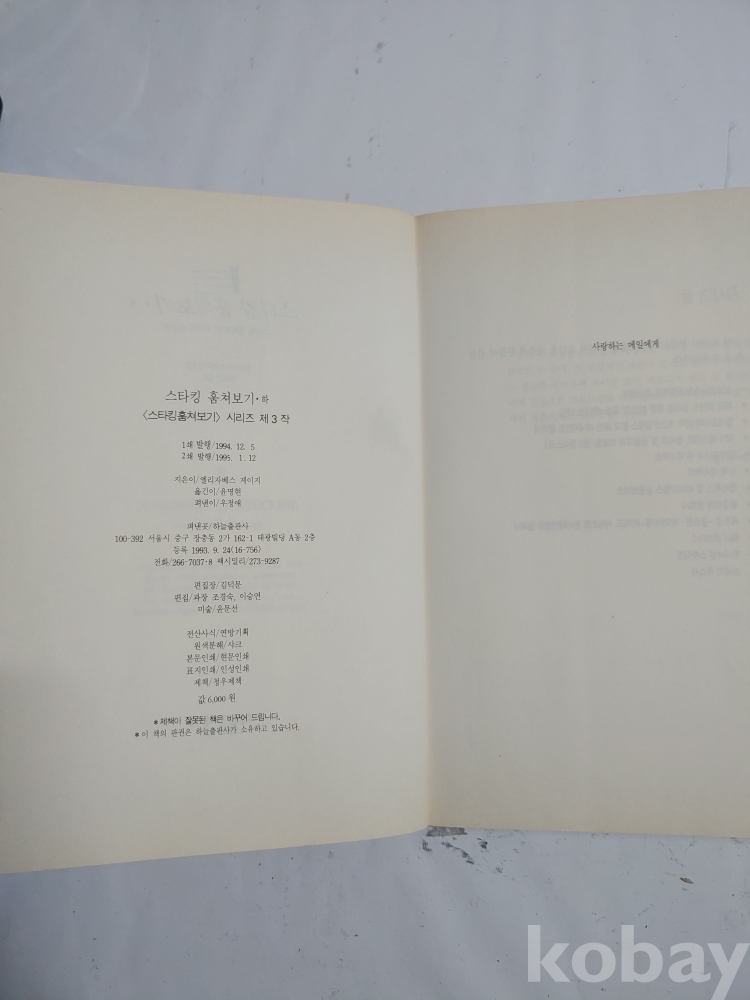 스타킹 훔쳐보기·하
〈스타킹훔쳐보기〉 시리즈 제 3 작
1쇄 발행/1994. 12. 5
2쇄 발행/1995. 1. 12
지은이/엘리자베스 게이지
옮긴이/윤명현
펴낸이/우정애
펴낸곳/하늘출판사
100-392 서울시 중구 장충동 2가 162-1 태광빌딩 A동 2층
등록 1993. 9. 24(16-756)
전화/266-7037·8 팩시밀리/273-9287
편집장/김덕문
편집/과장 조경숙, 이승연
미술/윤문선
전산사식/연방기획
원색분해/샤크
본문인쇄/현문인쇄
표지인쇄/인성인쇄
제책/정우제책
값 6,000 원
*제책이 잘못된 책은 바꾸어 드립니다.
*이 책의 판권은 하늘출판사가 소유하고 있습니다.
사랑하는 메일에게
kobay